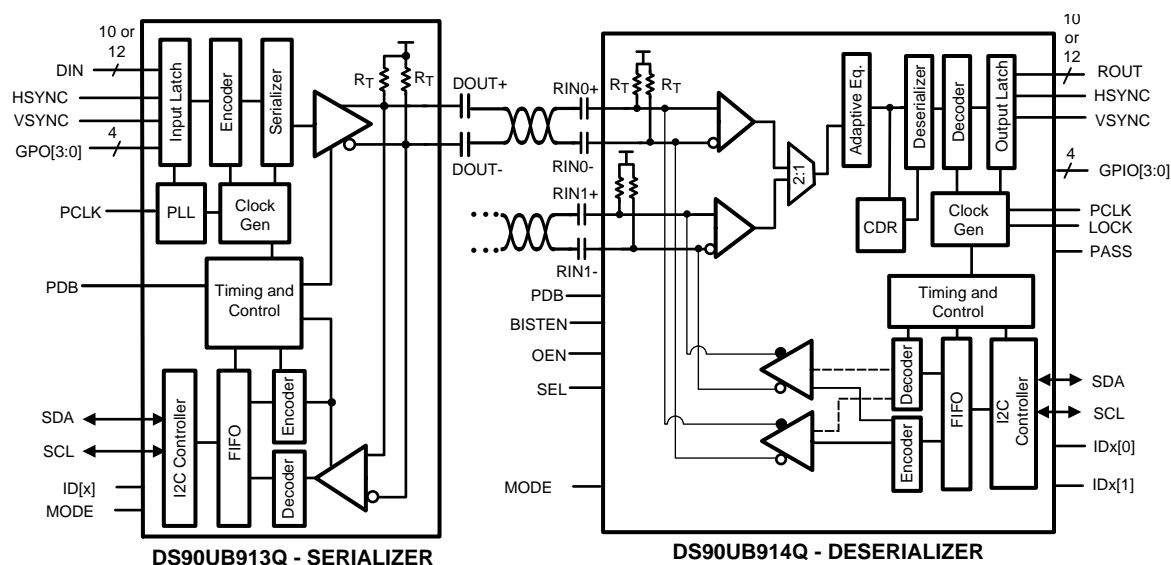 10 or
12
DIN
HSYNC
VSYNC
4
GPO[3:0]
PCLK
PDB
SDA
SCL
ID[x]
MODE
Input Latch
Encoder
Serializer
RT
RT
PLL
Clock
Gen
Timing and
Control
I2C Controller
FIFO
Encoder
Decoder
DOUT+
DOUT-
DS90UB913Q - SERIALIZER
RIN0+
RIN0-
RIN1+
RIN1-
PDB
BISTEN
OEN
SEL
MODE
RT
RT
2:1
Adaptive Eq.
CDR
Deserializer
Decoder
Output Latch
Clock
Gen
Timing and
Control
Decoder
Encoder
FIFO
I2C
Controller
10
or
12
ROUT
HSYNC
VSYNC
4
GPIO[3:0]
PCLK
LOCK
PASS
SDA
SCL
IDx[0]
IDx[1]
DS90UB914Q - DESERIALIZER